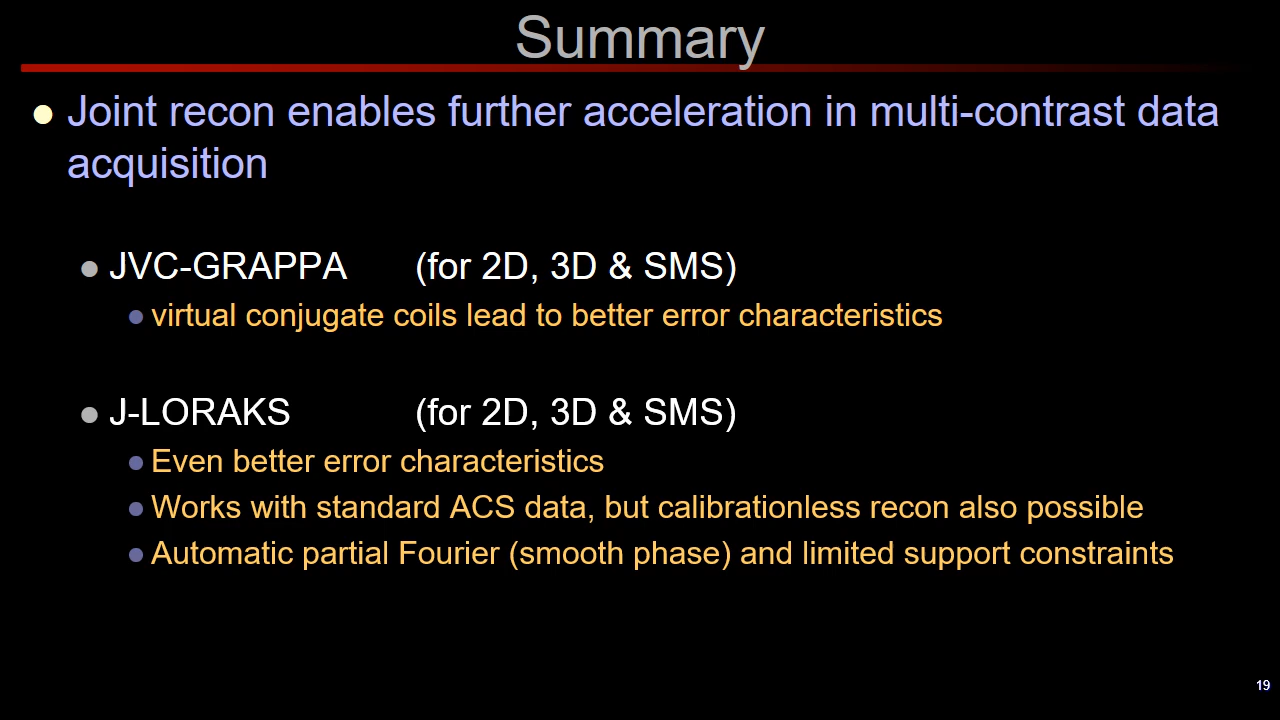 Summary
Joint recon enables further acceleration in multi-contrast data
acquisition
JVC-GRAPPA (for 2D, 3D & SMS)
virtual conjugate coils lead to better error characteristics
J-LORAKS (for 2D, 3D & SMS)
Even better error characteristics
Works with standard ACS data, but calibrationless recon also possible
Automatic partial Fourier (smooth phase) and limited support constraints
19